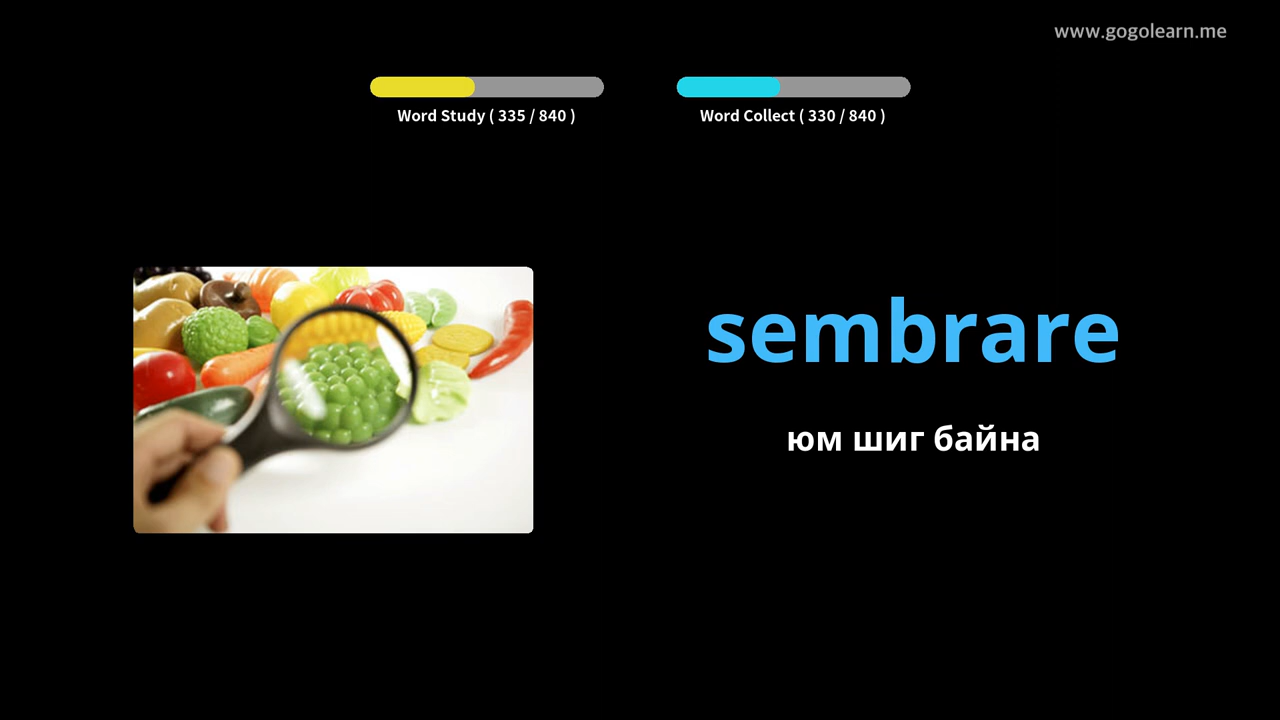 www.gogolearn.me
Word Study ( 335 / 840 )
Word Collect ( 330 / 840 )
sembrare
юм шиг байна